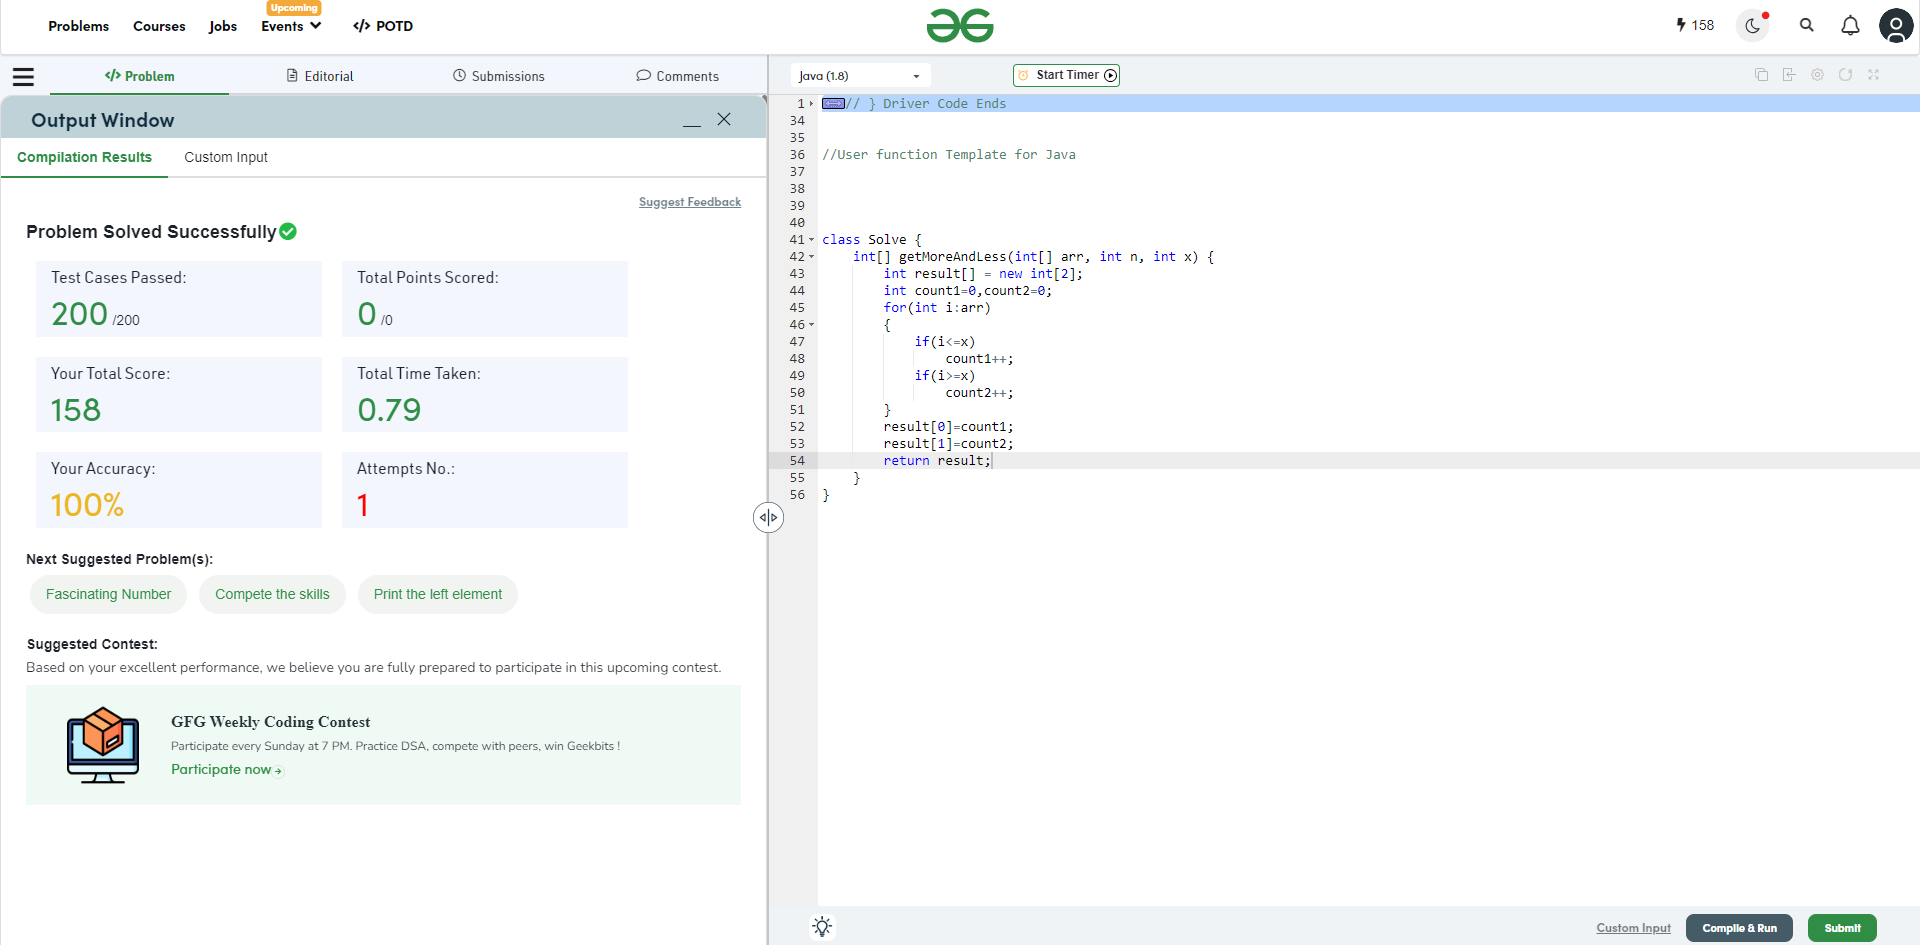 Problems Courses Jobs Upcoming Events </> POTD
158
</> Problem Editorial Submissions Comments
Output Window
Compilation Results Custom Input
Suggest Feedback
Problem Solved Successfully
Test Cases Passed:
200 /200
Total Points Scored:
0 /0
Your Total Score:
158
Total Time Taken:
0.79
Your Accuracy:
100%
Attempts No.:
1
Next Suggested Problem(s):
Fascinating Number Compete the skills Print the left element
Suggested Contest:
Based on your excellent performance, we believe you are fully prepared to participate in this upcoming contest.
GFG Weekly Coding Contest
Participate every Sunday at 7 PM. Practice DSA, compete with peers, win Geekbits !
Participate now
Java (1.8) Start Timer
1 // } Driver Code Ends
34
35
36 //User function Template for Java
37
38
39
40
41 class Solve {
42 int[] getMoreAndLess(int[] arr, int n, int x) {
43 int result[] = new int[2];
44 int count1=0,count2=0;
45 for(int i:arr)
46 {
47 if(i<=x)
48 count1++;
49 if(i>=x)
50 count2++;
51 }
52 result[0]=count1;
53 result[1]=count2;
54 return result;
55 }
56 }
Custom Input Compile & Run Submit